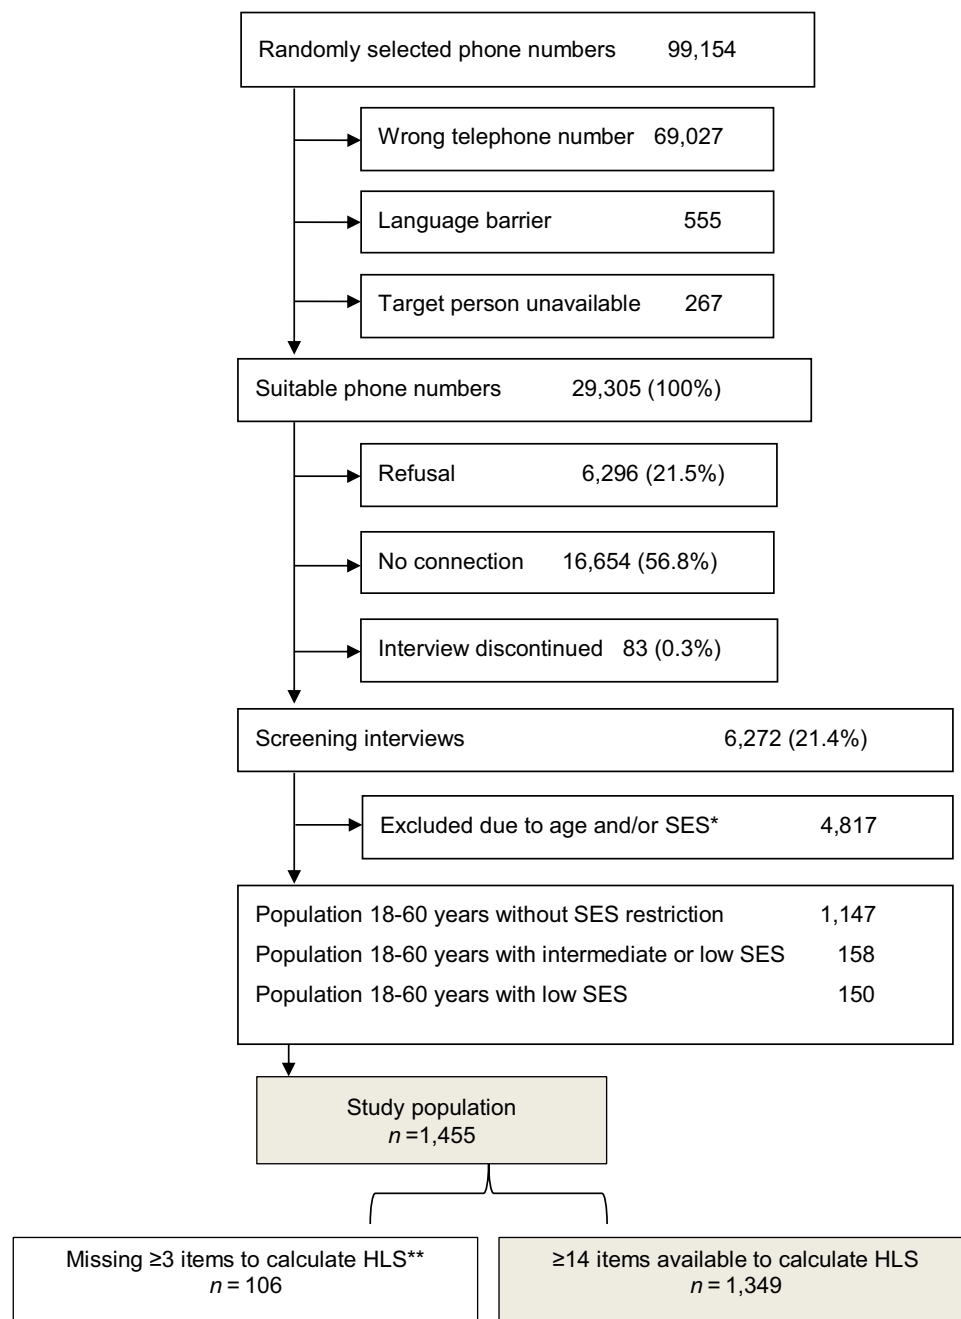 Randomly selected phone numbers 99,154
Wrong telephone number 69,027
Language barrier 555
Target person unavailable 267
Suitable phone numbers 29,305 (100%)
Refusal 6,296 (21.5%)
No connection 16,654 (56.8%)
Interview discontinued 83 (0.3%)
Screening interviews 6,272 (21.4%)
Excluded due to age and/or SES* 4,817
Population 18-60 years without SES restriction 1,147
Population 18-60 years with intermediate or low SES 158
Population 18-60 years with low SES 150
Study population
n =1,455
Missing ≥3 items to calculate HLS**
n = 106
≥14 items available to calculate HLS
n = 1,349